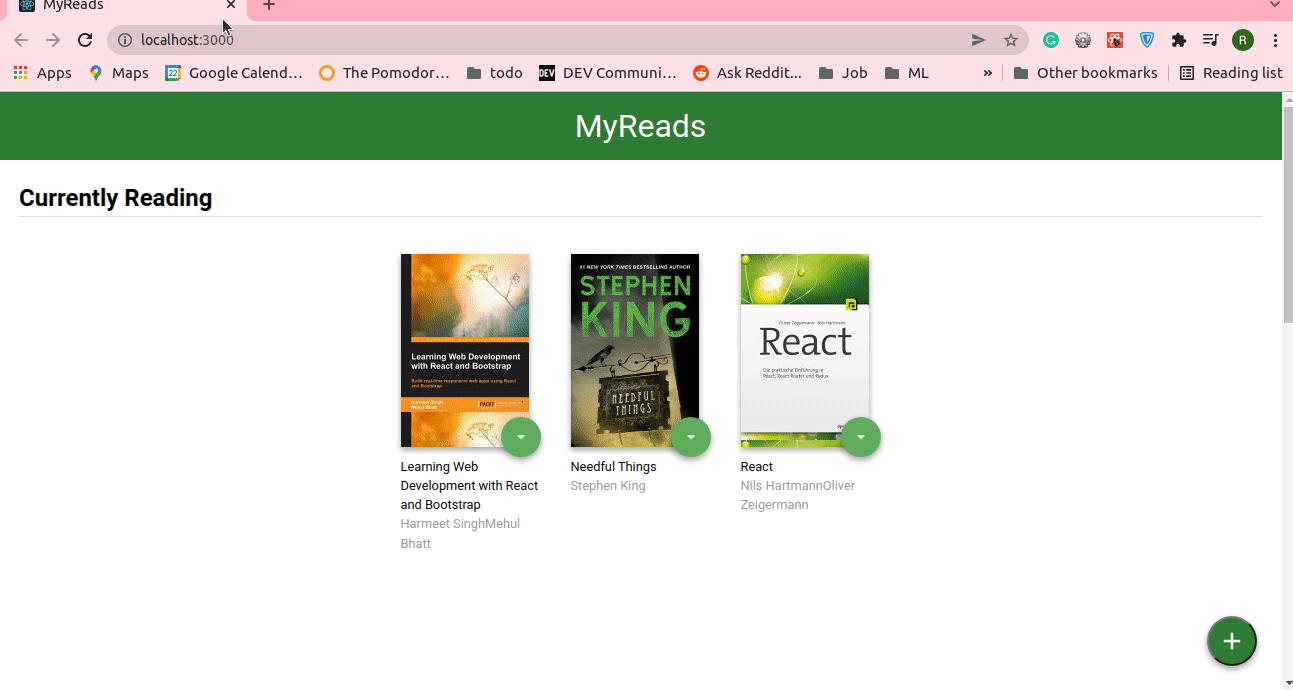 MyReads
localhost:3000
R
Apps Maps 22 Google Calend… The Pomodor… todo DEV DEV Communi… Ask Reddit… Job ML » Other bookmarks Reading list
MyReads
Currently Reading
Learning Web Development
with React and Bootstrap
Build real-time responsive web apps using React
and Bootstrap
Harmeet Singh
Mehul Bhatt
PACKT
#1 NEW YORK TIMES BESTSELLING AUTHOR
STEPHEN
KING
NEEDFUL
THINGS
Oliver Zeigermann · Nils Hartmann
React
Die praktische Einführung in
React, React Router und Redux
Learning Web
Development with React
and Bootstrap
Harmeet SinghMehul
Bhatt
Needful Things
Stephen King
React
Nils HartmannOliver
Zeigermann